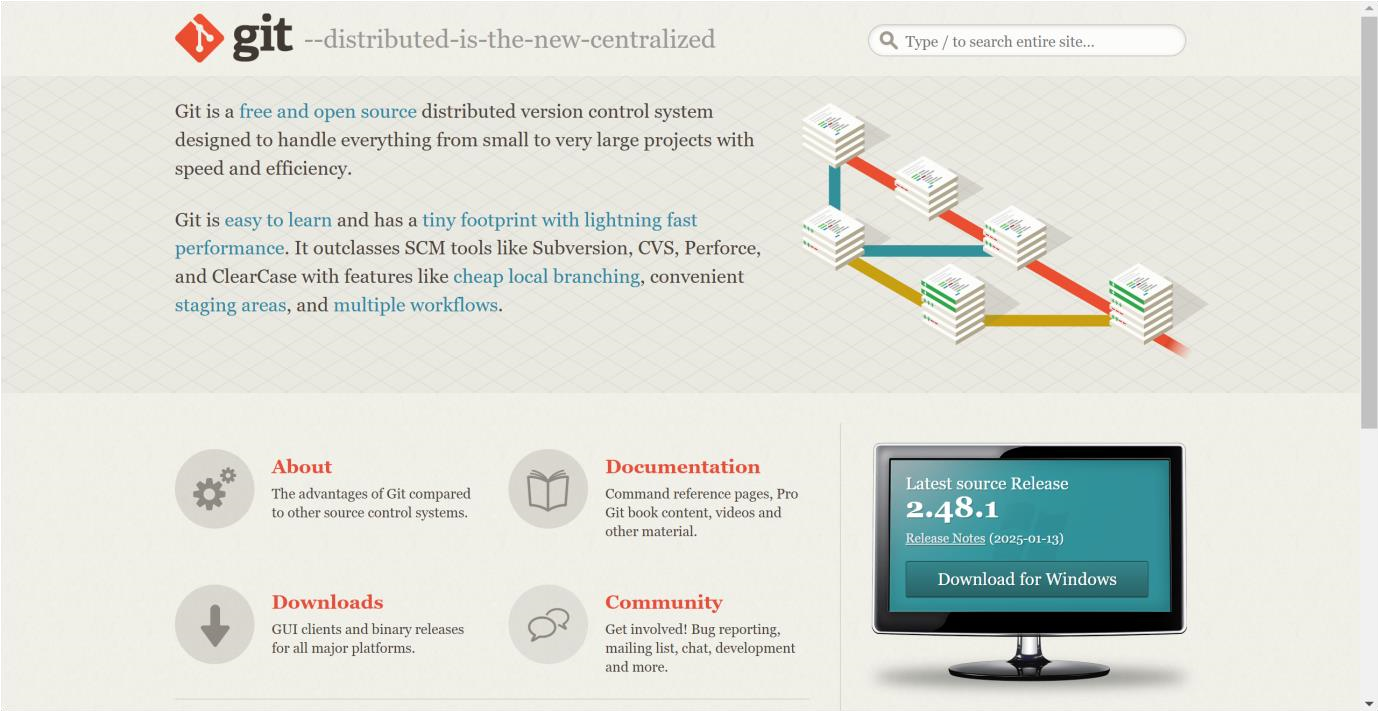 git --distributed-is-the-new-centralized
Type / to search entire site...
Git is a free and open source distributed version control system
designed to handle everything from small to very large projects with
speed and efficiency.
Git is easy to learn and has a tiny footprint with lightning fast
performance. It outclasses SCM tools like Subversion, CVS, Perforce,
and ClearCase with features like cheap local branching, convenient
staging areas, and multiple workflows.
About
The advantages of Git compared
to other source control systems.
Documentation
Command reference pages, Pro
Git book content, videos and
other material.
Downloads
GUI clients and binary releases
for all major platforms.
Community
Get involved! Bug reporting,
mailing list, chat, development
and more.
Latest source Release
2.48.1
Release Notes (2025-01-13)
Download for Windows